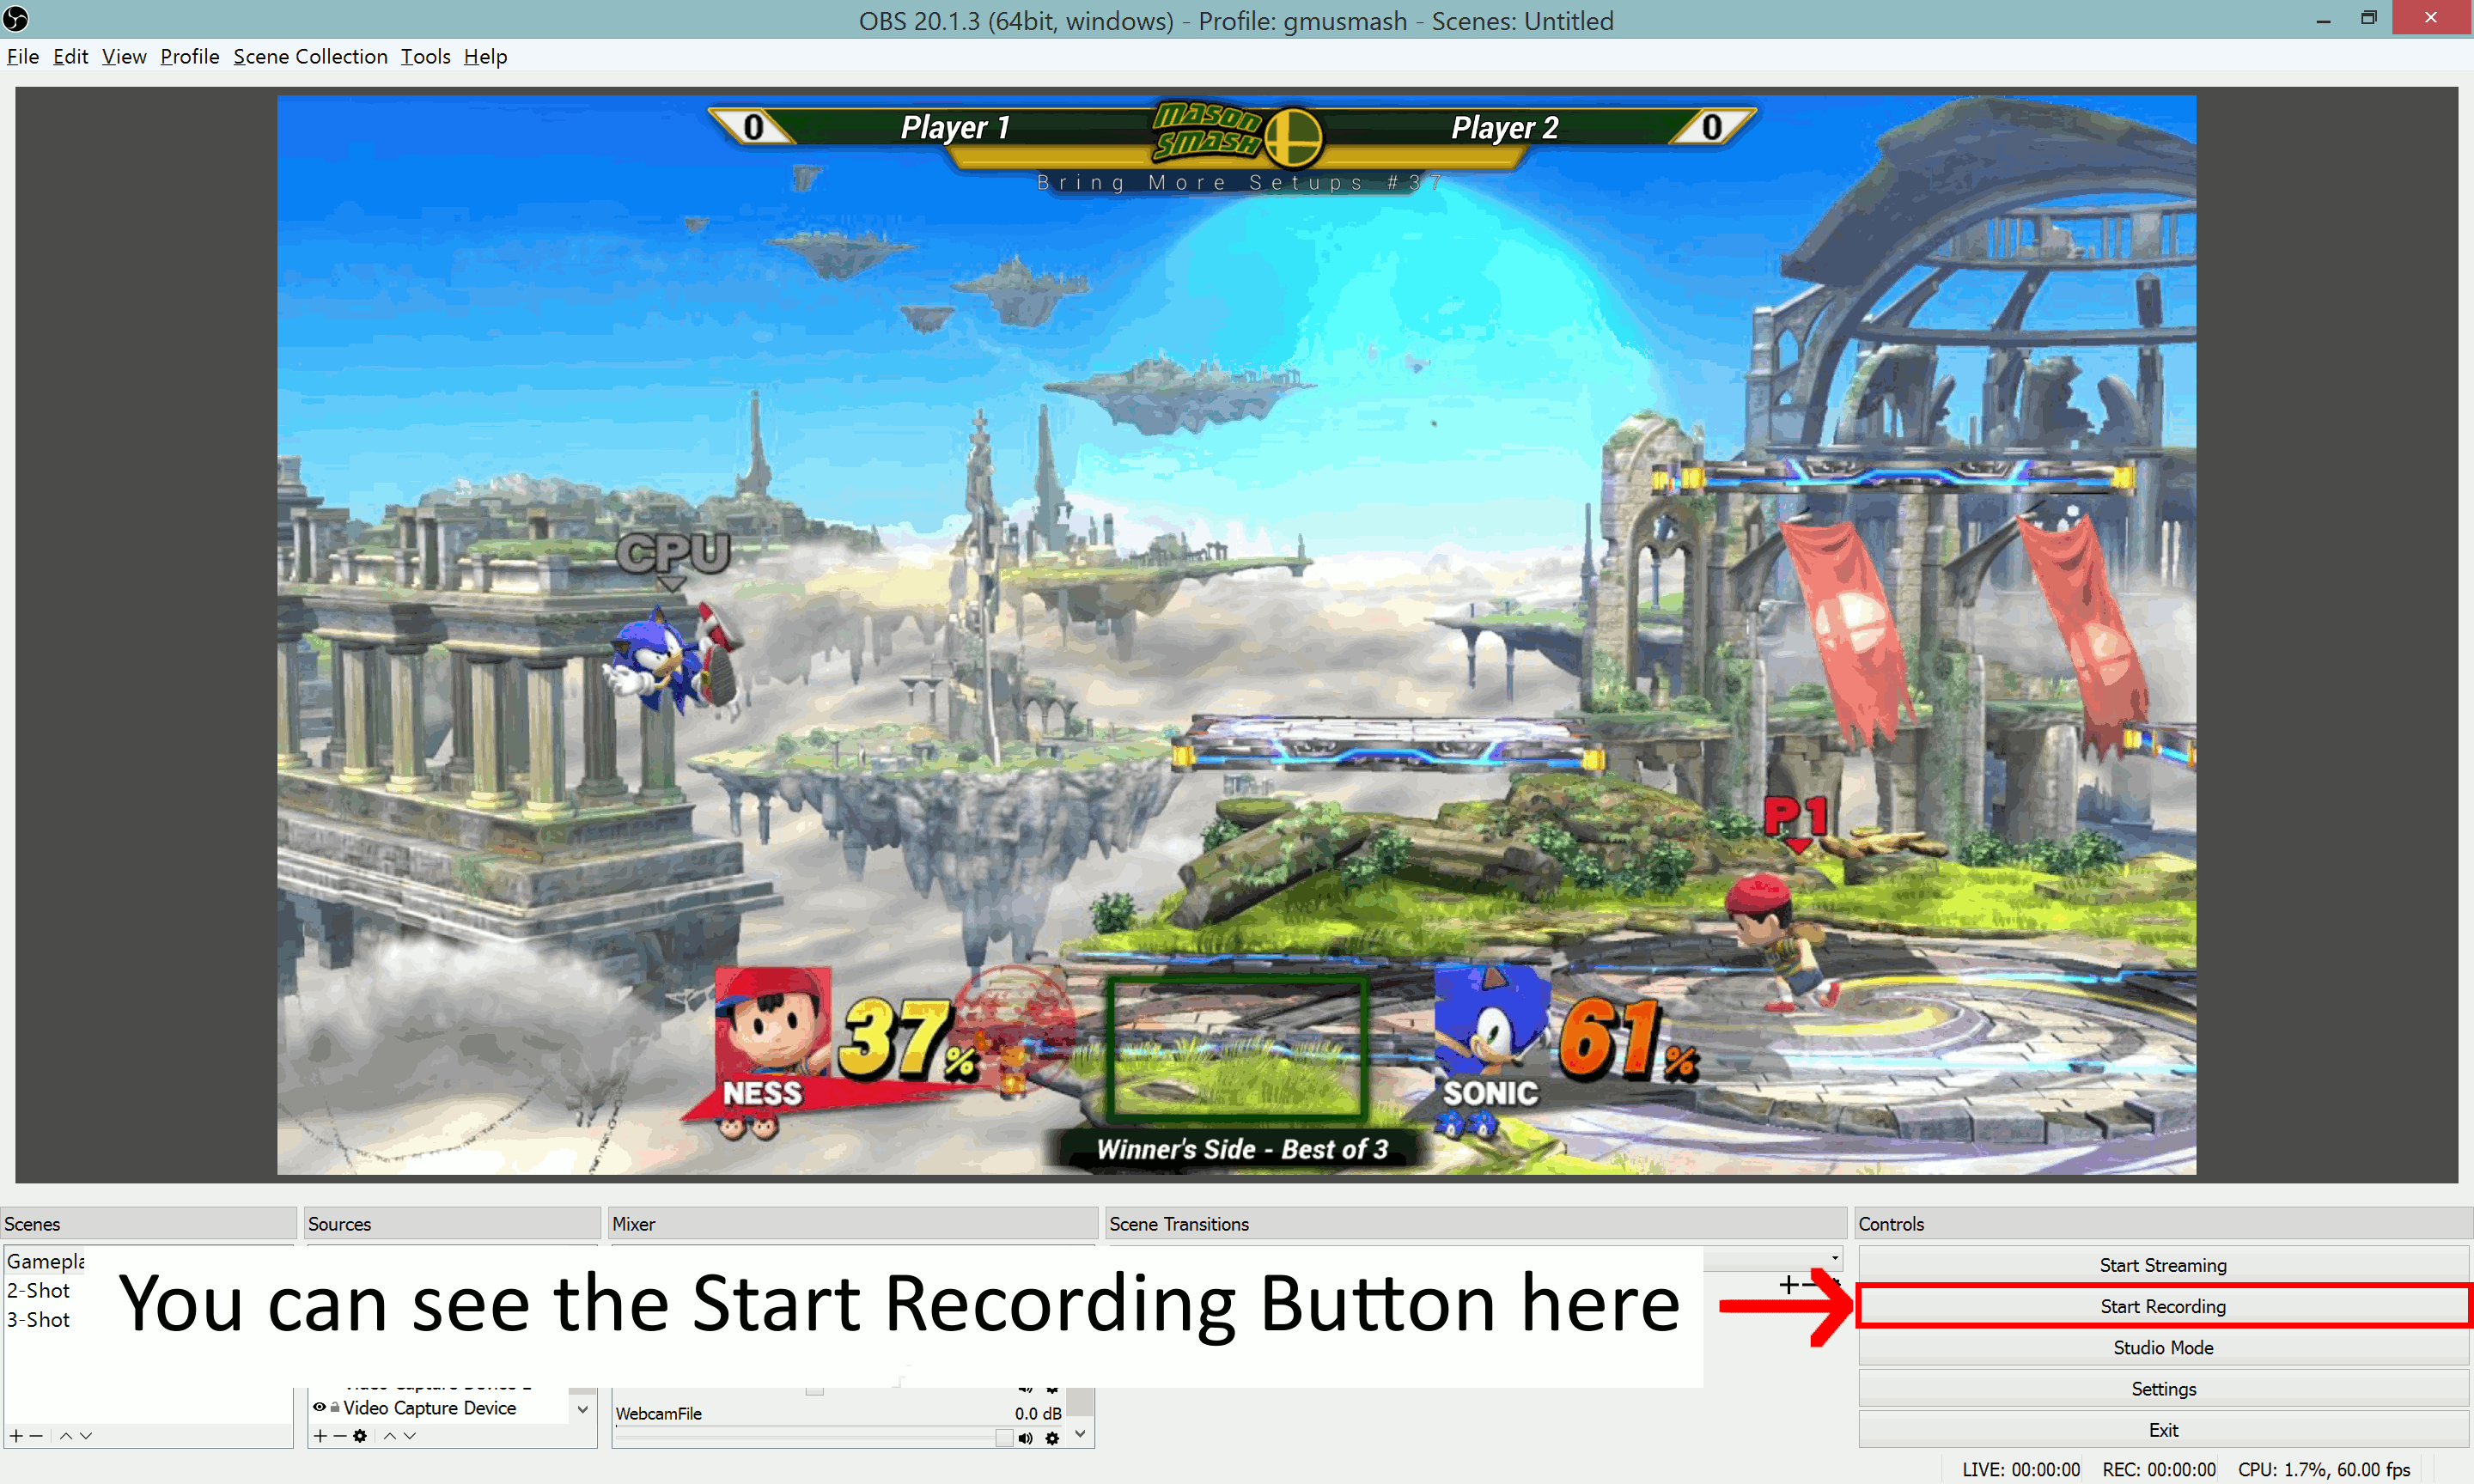 OBS 20.1.3 (64bit, windows) - Profile: gmusmash - Scenes: Untitled
File Edit View Profile Scene Collection Tools Help
0 Player 1 MASON SMASH Player 2 0
Bring More Setups #37
CPU
P1
37%
NESS
61%
SONIC
Winner's Side - Best of 3
Scenes Sources Mixer Scene Transitions Controls
2-Shot
3-Shot
You can see the Start Recording Button here
Start Streaming
Start Recording
Studio Mode
Settings
Exit
Video Capture Device
WebcamFile 0.0 dB
LIVE: 00:00:00 REC: 00:00:00 CPU: 1.7%, 60.00 fps